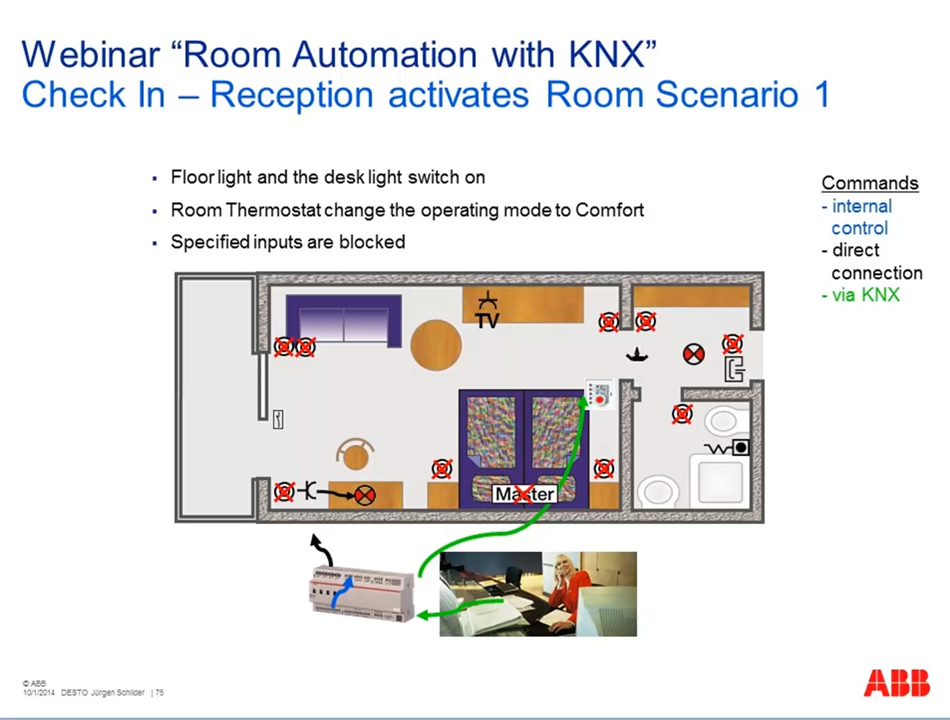 Webinar “Room Automation with KNX”
Check In – Reception activates Room Scenario 1
▪ Floor light and the desk light switch on
▪ Room Thermostat change the operating mode to Comfort
▪ Specified inputs are blocked
Commands
- internal
control
- direct
connection
- via KNX
TV
Master
© ABB
10/1/2014 DESTO Jürgen Schilder | 75
ABB